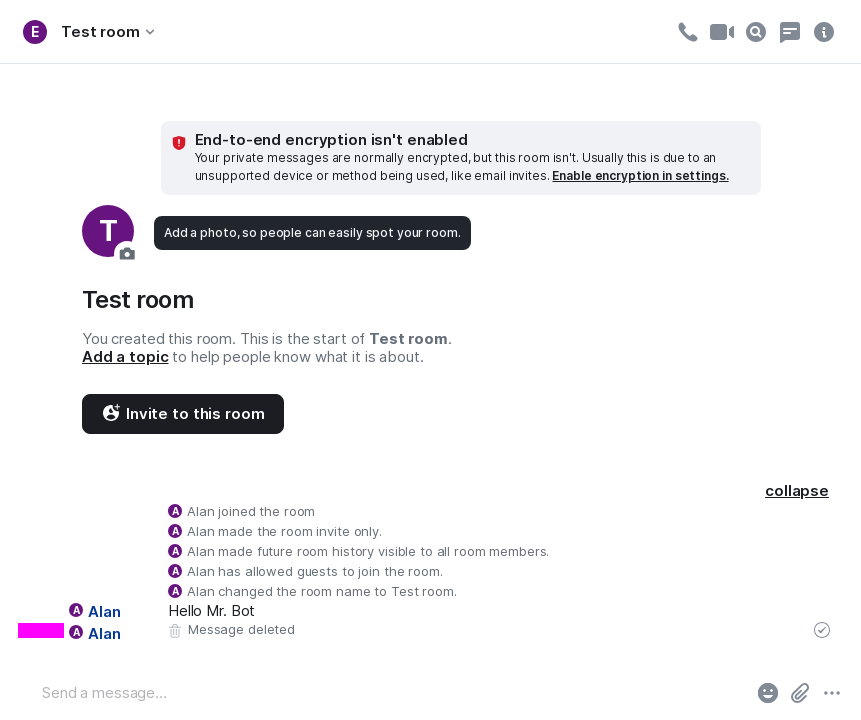 E Test room
End-to-end encryption isn't enabled
Your private messages are normally encrypted, but this room isn't. Usually this is due to an
unsupported device or method being used, like email invites. Enable encryption in settings.
T
Add a photo, so people can easily spot your room.
Test room
You created this room. This is the start of Test room.
Add a topic to help people know what it is about.
Invite to this room
collapse
A Alan joined the room
A Alan made the room invite only.
A Alan made future room history visible to all room members.
A Alan has allowed guests to join the room.
A Alan changed the room name to Test room.
A Alan Hello Mr. Bot
A Alan Message deleted
Send a message…